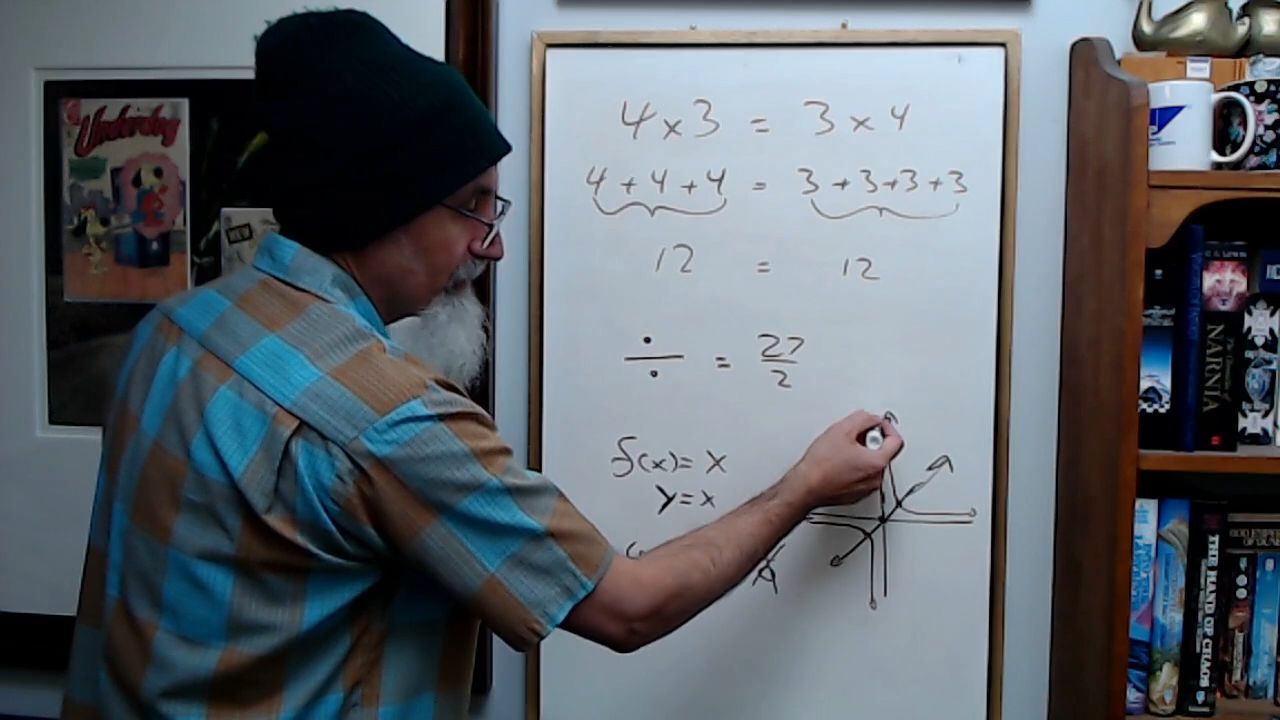 Underdog
NEW
4 x 3 = 3 x 4
4 + 4 + 4 = 3 + 3 + 3 + 3
12 = 12
÷ = 27/2
f(x) = x
y = x
NARNIA
THE HAND OF CHAOS